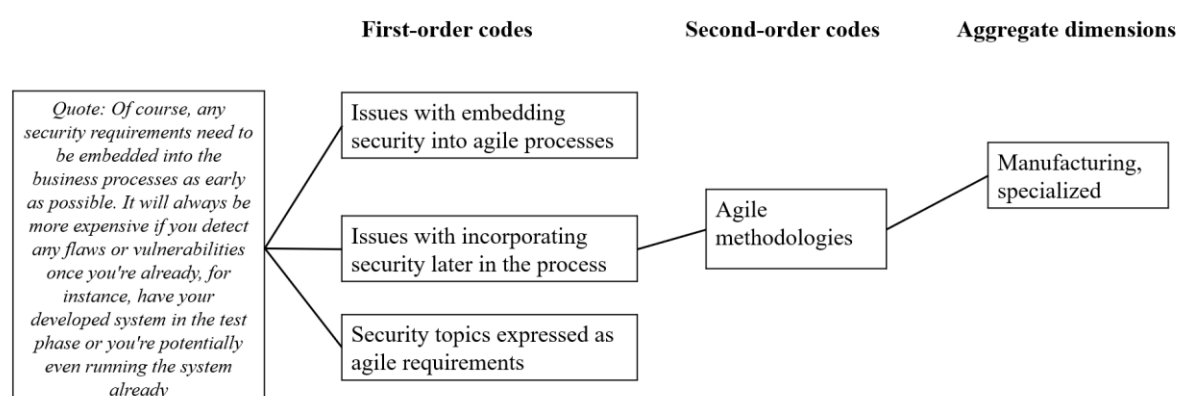 First-order codes
Second-order codes
Aggregate dimensions
Quote: Of course, any
security requirements need to
be embedded into the
business processes as early
as possible. It will always be
more expensive if you detect
any flaws or vulnerabilities
once you're already, for
instance, have your
developed system in the test
phase or you're potentially
even running the system
already
Issues with embedding
security into agile processes
Issues with incorporating
security later in the process
Security topics expressed as
agile requirements
Agile
methodologies
Manufacturing,
specialized